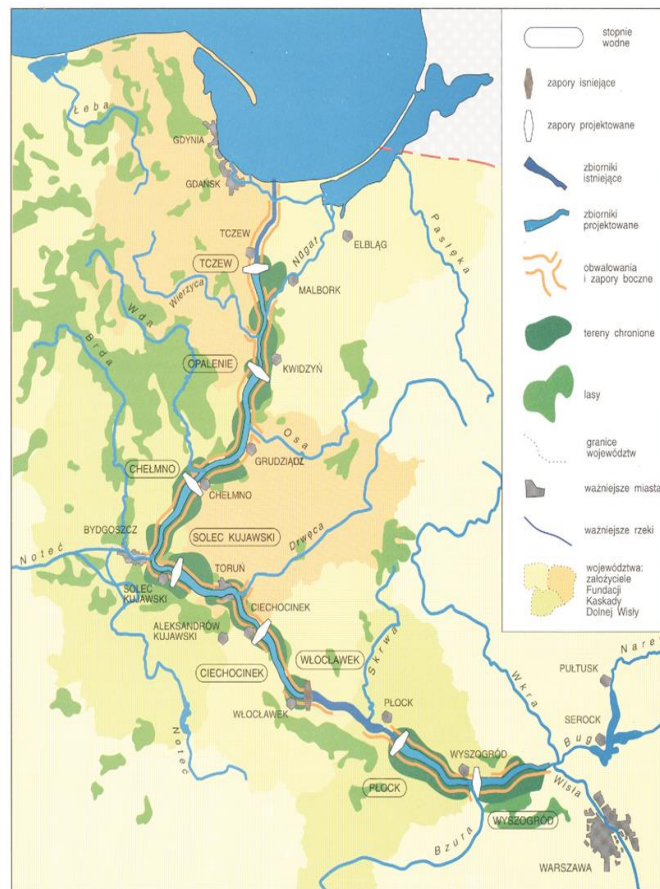 stopnie
wodne
zapory isniejące
zapory projektowane
zbiorniki
istniejące
zbiorniki
projektowane
obwałowania
i zapory boczne
tereny chronione
lasy
granice
województw
ważniejsze miasta
ważniejsze rzeki
województwa:
założyciele
Fundacji
Kaskady
Dolnej Wisły
Łeba
GDYNIA
GDAŃSK
TCZEW
TCZEW
Nogat
ELBLĄG
Pasłęka
MALBORK
Wierzyca
Wda
Brda
OPALENIE
KWIDZYŃ
Osa
GRUDZIĄDZ
CHEŁMNO
CHEŁMNO
BYDGOSZCZ
SOLEC KUJAWSKI
Drwęca
Noteć
TORUŃ
SOLEC
KUJAWSKI
CIECHOCINEK
ALEKSANDRÓW
KUJAWSKI
CIECHOCINEK
WŁOCŁAWEK
Skrwa
Wkra
Nare
PUŁTUSK
WŁOCŁAWEK
PŁOCK
SEROCK
Noteć
WYSZOGRÓD
Bug
Wisła
PŁOCK
WYSZOGRÓD
Bzura
WARSZAWA